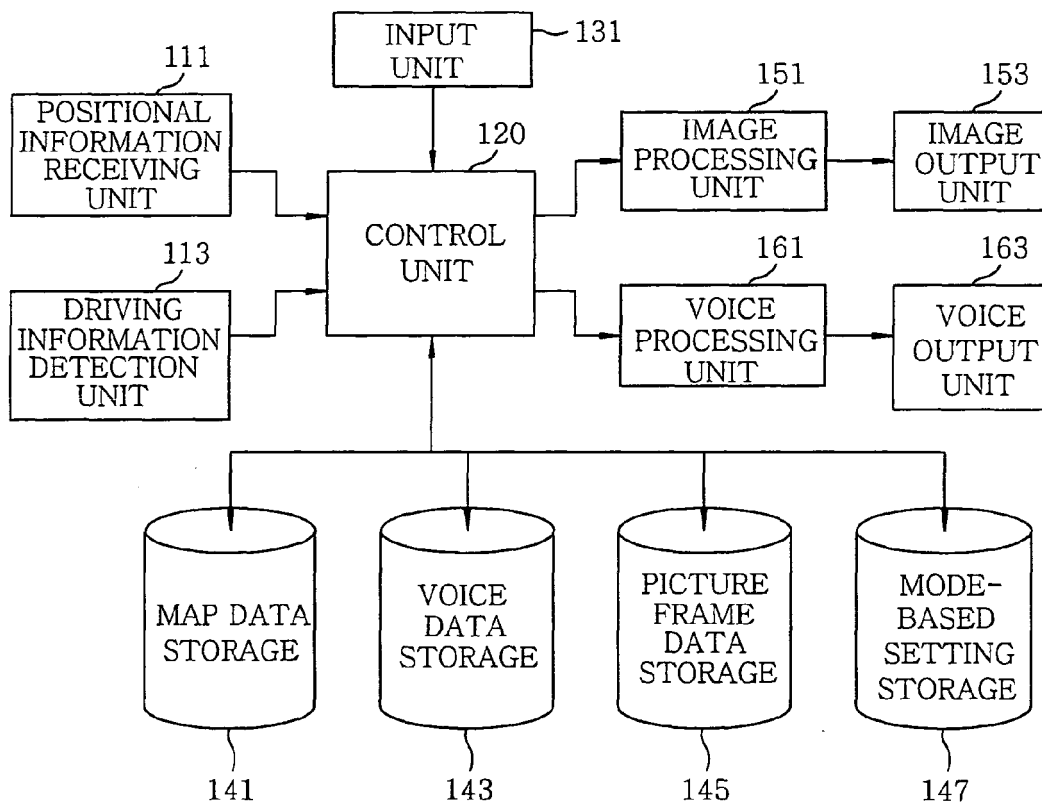 131
INPUT
UNIT
111
POSITIONAL
INFORMATION
RECEIVING
UNIT
120
CONTROL
UNIT
151
IMAGE
PROCESSING
UNIT
153
IMAGE
OUTPUT
UNIT
113
DRIVING
INFORMATION
DETECTION
UNIT
161
VOICE
PROCESSING
UNIT
163
VOICE
OUTPUT
UNIT
MAP DATA
STORAGE
VOICE
DATA
STORAGE
PICTURE
FRAME
DATA
STORAGE
MODE-
BASED
SETTING
STORAGE
141
143
145
147